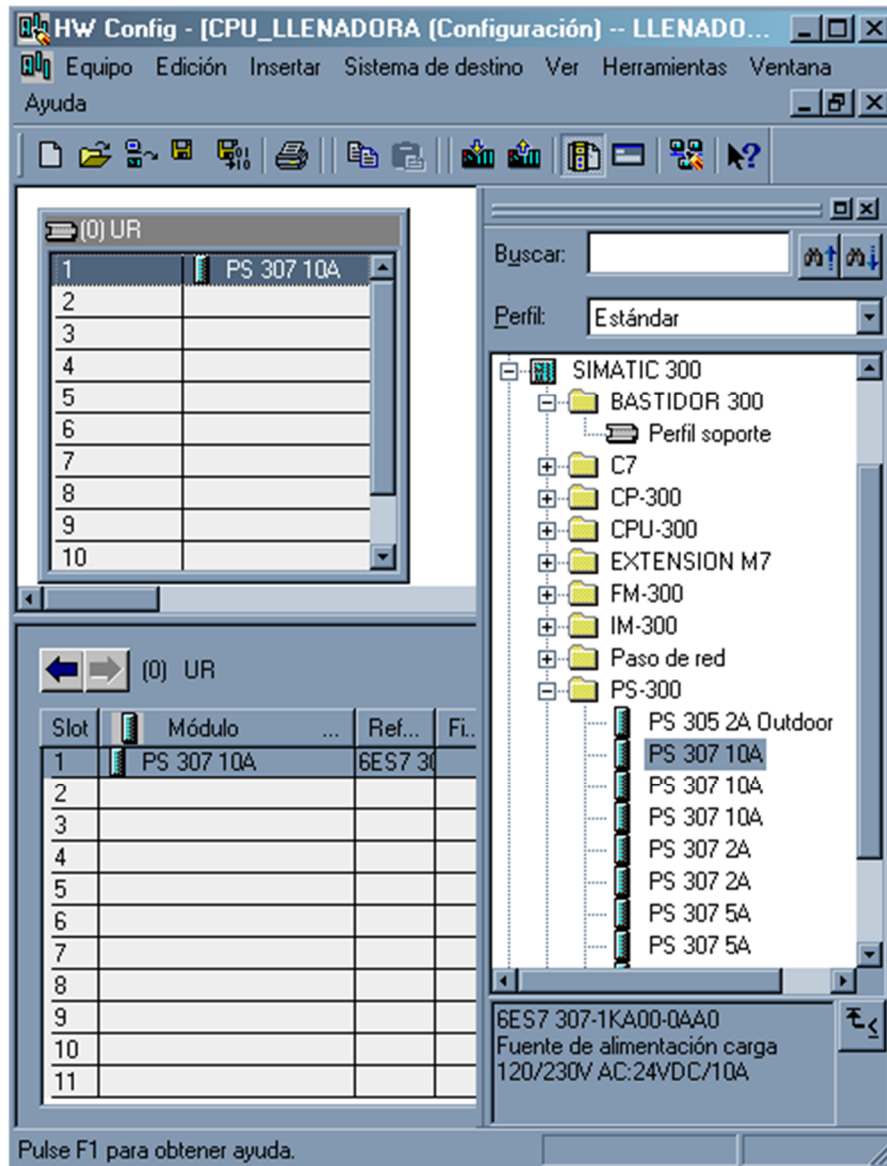 HW Config - [CPU_LLENADORA (Configuración) -- LLENADO...
Equipo Edición Insertar Sistema de destino Ver Herramientas Ventana
Ayuda
(0) UR
1 PS 307 10A
2
3
4
5
6
7
8
9
10
Buscar:
Perfil: Estándar
SIMATIC 300
BASTIDOR 300
Perfil soporte
C7
CP-300
CPU-300
EXTENSION M7
FM-300
IM-300
Paso de red
PS-300
PS 305 2A Outdoor
PS 307 10A
PS 307 10A
PS 307 10A
PS 307 2A
PS 307 2A
PS 307 5A
PS 307 5A
(0) UR
Slot Módulo ... Ref... Fi...
1 PS 307 10A 6ES7 30
2
3
4
5
6
7
8
9
10
11
6ES7 307-1KA00-0AA0
Fuente de alimentación carga
120/230V AC:24VDC/10A
Pulse F1 para obtener ayuda.